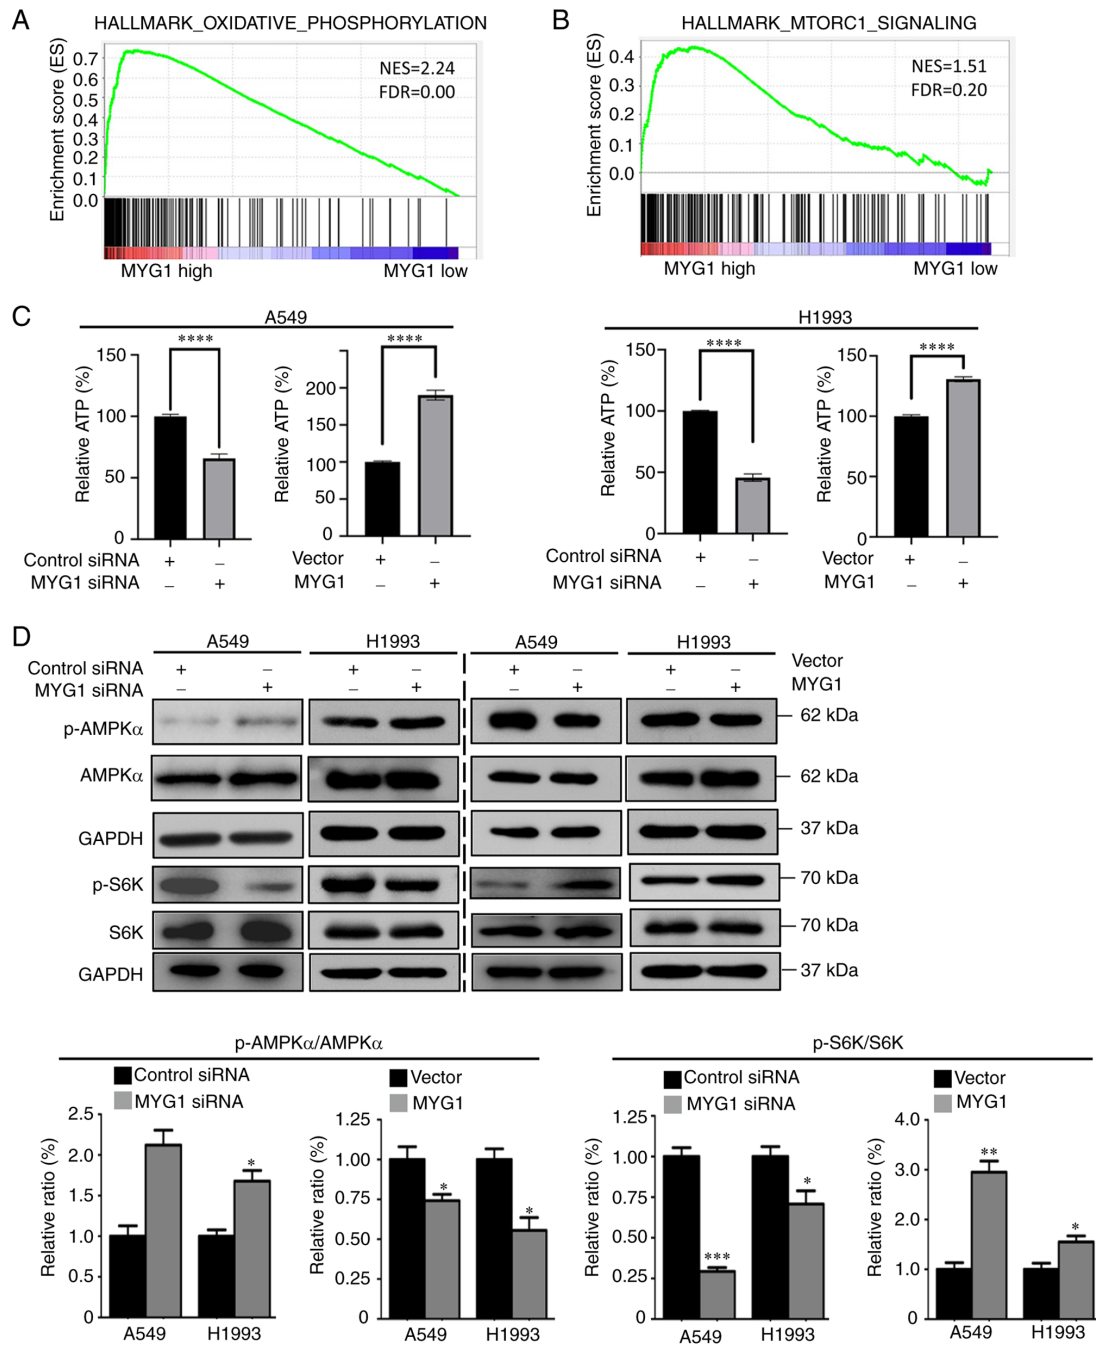 A
HALLMARK_OXIDATIVE_PHOSPHORYLATION
Enrichment score (ES)
0.7
0.6
0.5
0.4
0.3
0.2
0.1
0.0
NES=2.24
FDR=0.00
MYG1 high MYG1 low
B
HALLMARK_MTORC1_SIGNALING
Enrichment score (ES)
0.4
0.3
0.2
0.1
0.0
NES=1.51
FDR=0.20
MYG1 high MYG1 low
C
A549
Relative ATP (%)
150
100
50
0
****
Control siRNA + –
MYG1 siRNA – +
Relative ATP (%)
200
150
100
50
0
****
Vector + –
MYG1 – +
H1993
Relative ATP (%)
150
100
50
0
****
Control siRNA + –
MYG1 siRNA – +
Relative ATP (%)
150
100
50
0
****
Vector + –
MYG1 – +
D
A549 H1993 A549 H1993
Control siRNA + – + – + – + – Vector
MYG1 siRNA – + – + – + – + MYG1
p-AMPKα 62 kDa
AMPKα 62 kDa
GAPDH 37 kDa
p-S6K 70 kDa
S6K 70 kDa
GAPDH 37 kDa
p-AMPKα/AMPKα
Control siRNA
MYG1 siRNA
Relative ratio (%)
2.5
2.0
1.5
1.0
0.5
0
*
A549 H1993
Vector
MYG1
Relative ratio (%)
1.25
1.00
0.75
0.50
0.25
0
* *
A549 H1993
p-S6K/S6K
Control siRNA
MYG1 siRNA
Relative ratio (%)
1.25
1.00
0.75
0.50
0.25
0
*** *
A549 H1993
Vector
MYG1
Relative ratio (%)
4.0
3.0
2.0
1.0
0
** *
A549 H1993